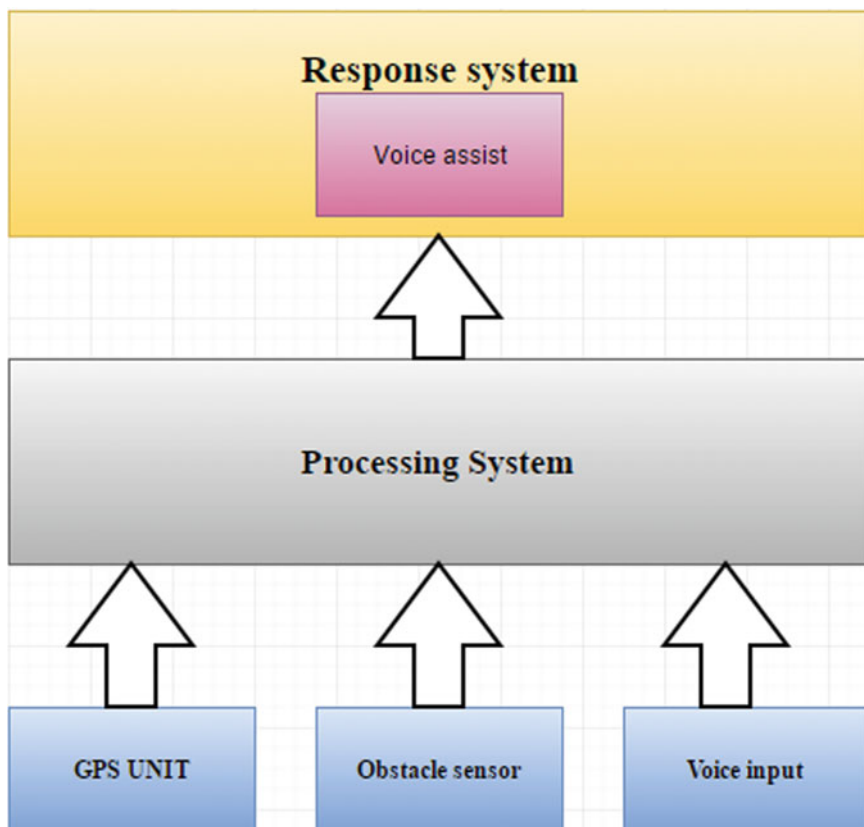 Response system
Voice assist
Processing System
GPS UNIT
Obstacle sensor
Voice input